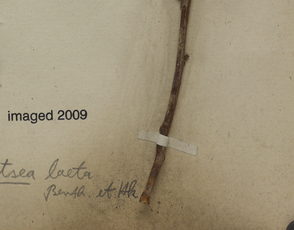 imaged 2009
tsea laeta
Benth. et Hk